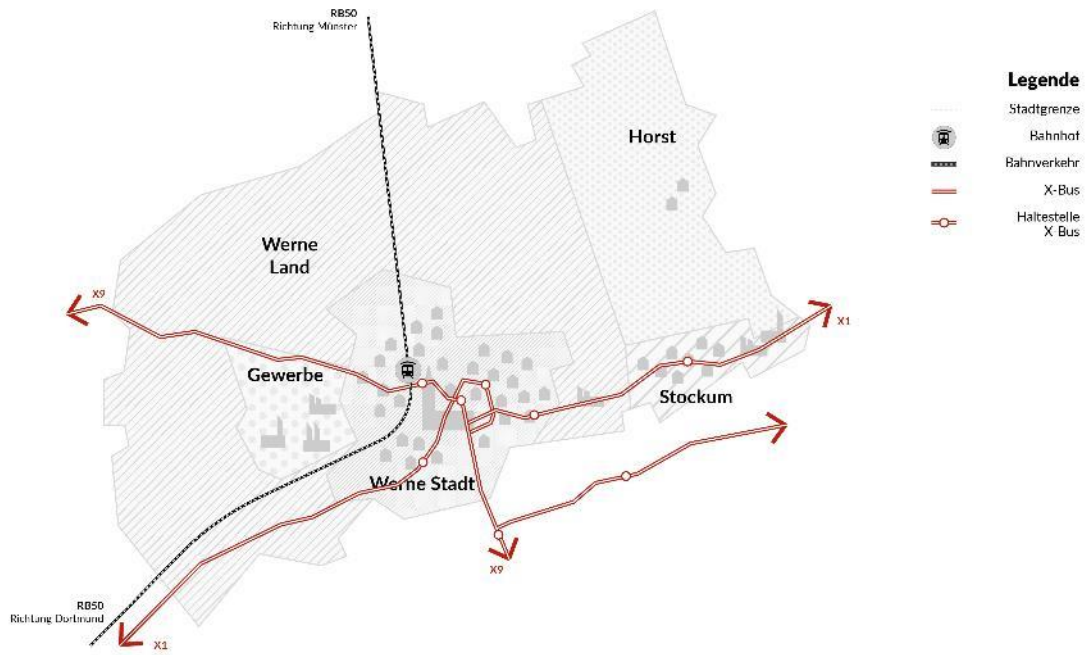 RB50
Richtung Münster
Horst
Werne
Land
X9
X1
Gewerbe
Stockum
Werne Stadt
X9
RB50
Richtung Dortmund
X1
Legende
Stadtgrenze
Bahnhof
Bahnverkehr
X-Bus
Haltestelle
X Bus